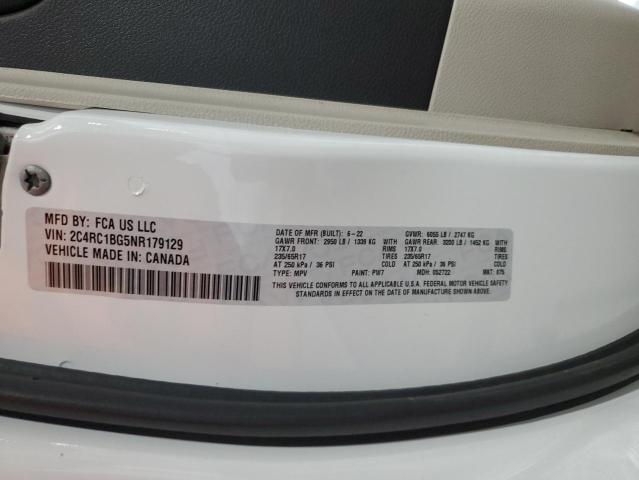 MFD BY: FCA US LLC
VIN: 2C4RC1BG5NR179129
VEHICLE MADE IN: CANADA
DATE OF MFR (BUILT) 6-22 GVWR: 6055 LB / 2747 KG
GAWR FRONT: 2950 LB / 1339 KG WITH GAWR REAR: 3200 LB / 1452 KG WITH
17X7.0 RIMS 17X7.0 RIMS
235/65R17 TIRES 235/65R17 TIRES
AT 250 kPa / 36 PSI COLD AT 250 kPa / 36 PSI COLD
TYPE: MPV PAINT: PW7 MDH: 052722 MKT: 675
THIS VEHICLE CONFORMS TO ALL APPLICABLE U.S.A. FEDERAL MOTOR VEHICLE SAFETY
STANDARDS IN EFFECT ON THE DATE OF MANUFACTURE SHOWN ABOVE.